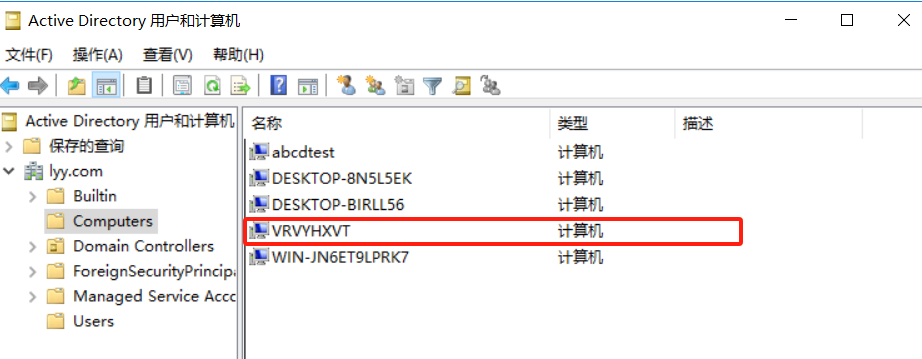 Active Directory 用户和计算机
文件(F) 操作(A) 查看(V) 帮助(H)
Active Directory 用户和计算机
保存的查询
lyy.com
Builtin
Computers
Domain Controllers
ForeignSecurityPrincipa
Managed Service Acco
Users
名称 类型 描述
abcdtest 计算机
DESKTOP-8N5L5EK 计算机
DESKTOP-BIRLL56 计算机
VRVYHXVT 计算机
WIN-JN6ET9LPRK7 计算机